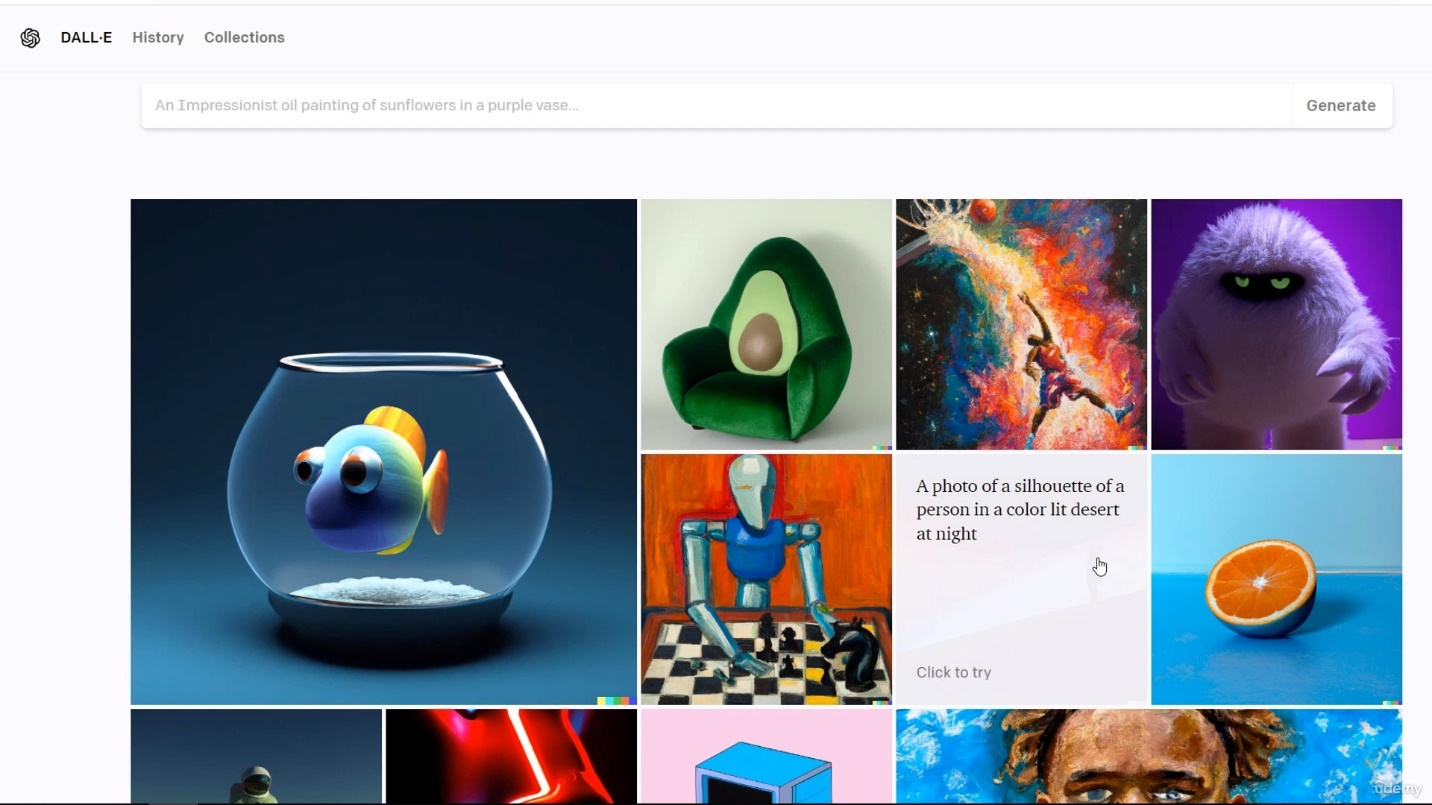 DALL·E History Collections
An Impressionist oil painting of sunflowers in a purple vase...
Generate
A photo of a silhouette of a
person in a color lit desert
at night
Click to try
udemy